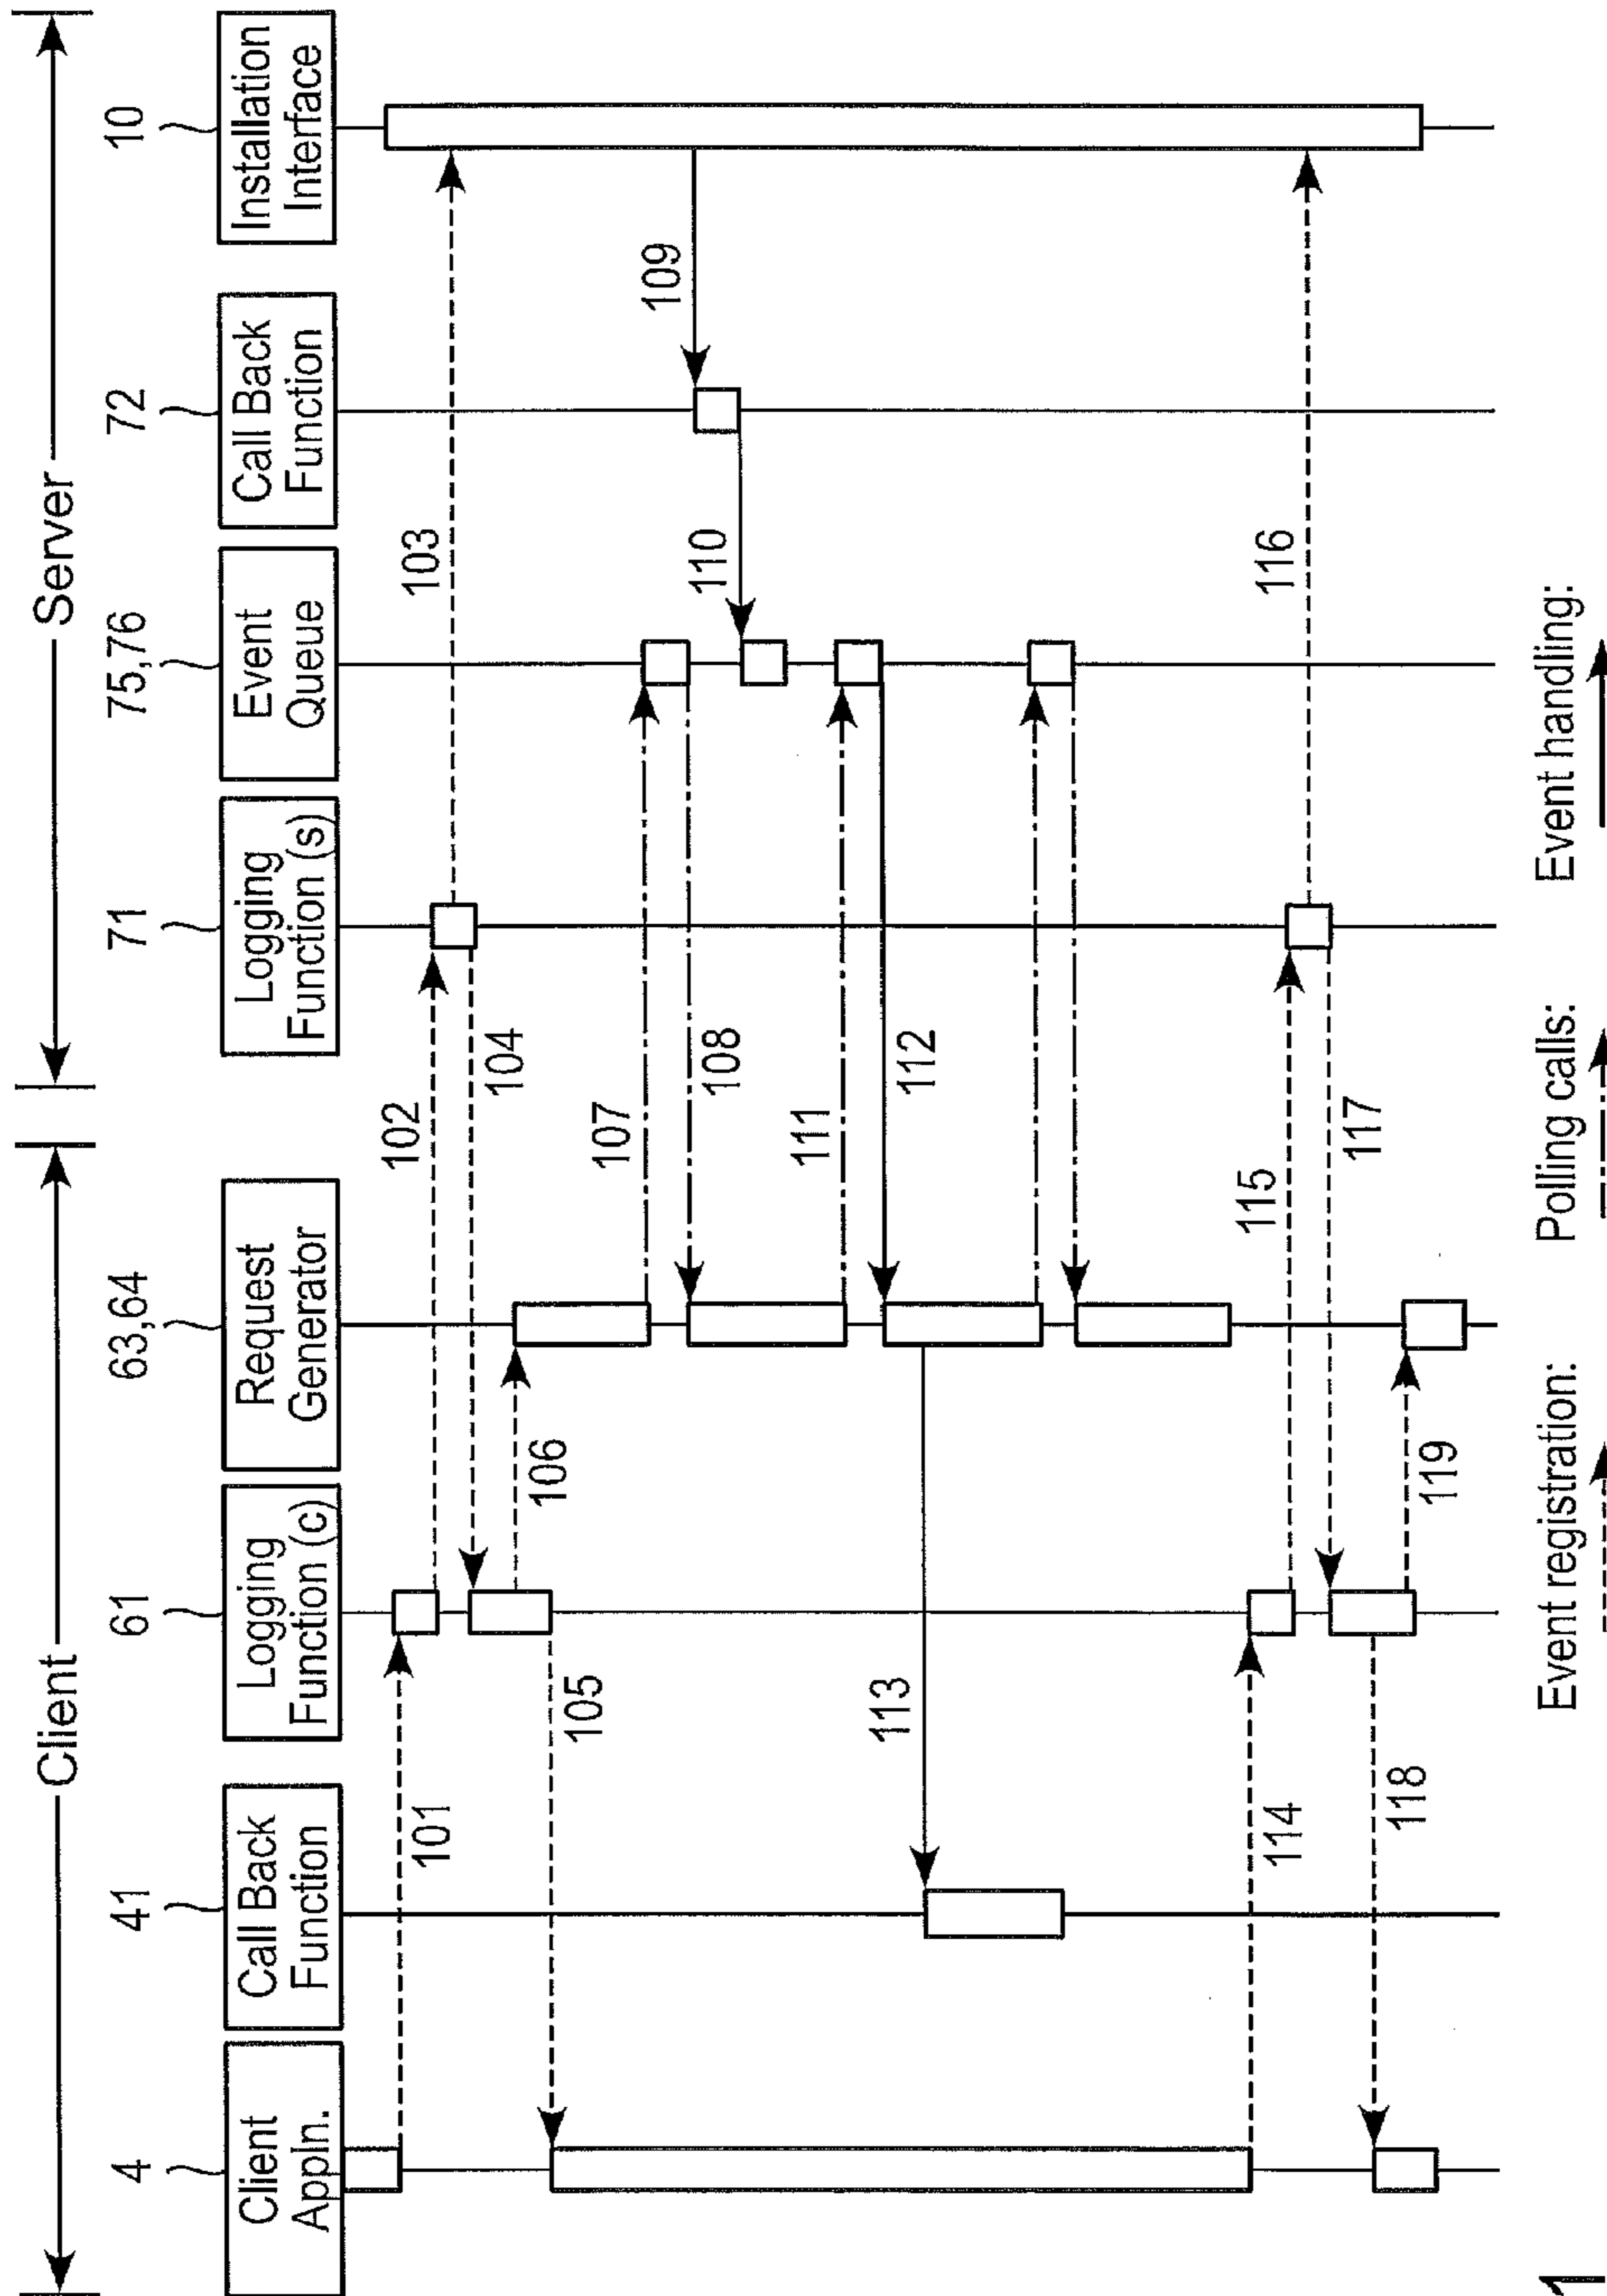 Client
Server
4
41
61
63,64
71
75,76
72
10
Client
Appln.
Call Back
Function
Logging
Function (c)
Request
Generator
Logging
Function (s)
Event
Queue
Call Back
Function
Installation
Interface
101
102
103
104
105
106
107
108
109
110
111
112
113
114
115
116
117
118
119
Event registration:
Polling calls:
Event handling: